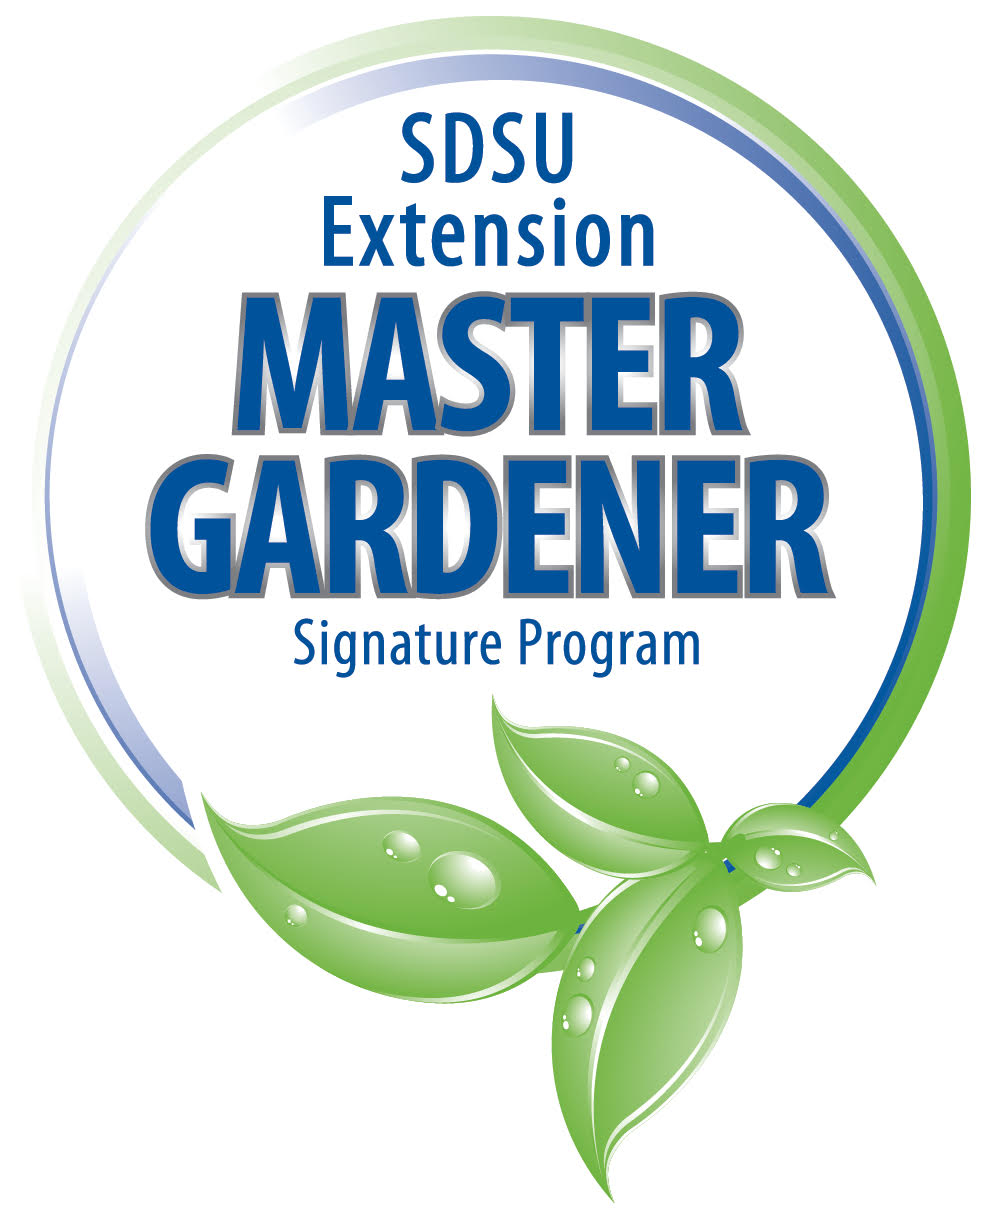 SDSU
Extension
MASTER
GARDENER
Signature Program